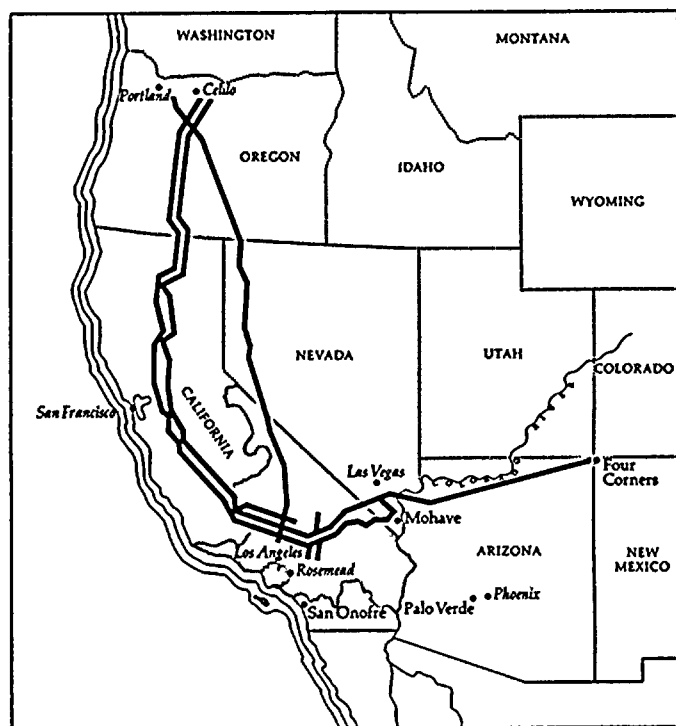 WASHINGTON
MONTANA
Portland
Celilo
OREGON
IDAHO
WYOMING
NEVADA
UTAH
COLORADO
CALIFORNIA
San Francisco
Las Vegas
Four
Corners
Mohave
Los Angeles
ARIZONA
NEW
MEXICO
Rosemead
San Onofre
Palo Verde
Phoenix